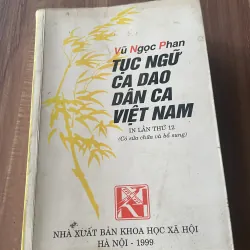 Vũ Ngọc Phan
TỤC NGỮ
CA DAO
DÂN CA
VIỆT NAM
IN LẦN THỨ 12
(Có sửa chữa và bổ sung)
NHÀ XUẤT BẢN KHOA HỌC XÃ HỘI
HÀ NỘI - 1999